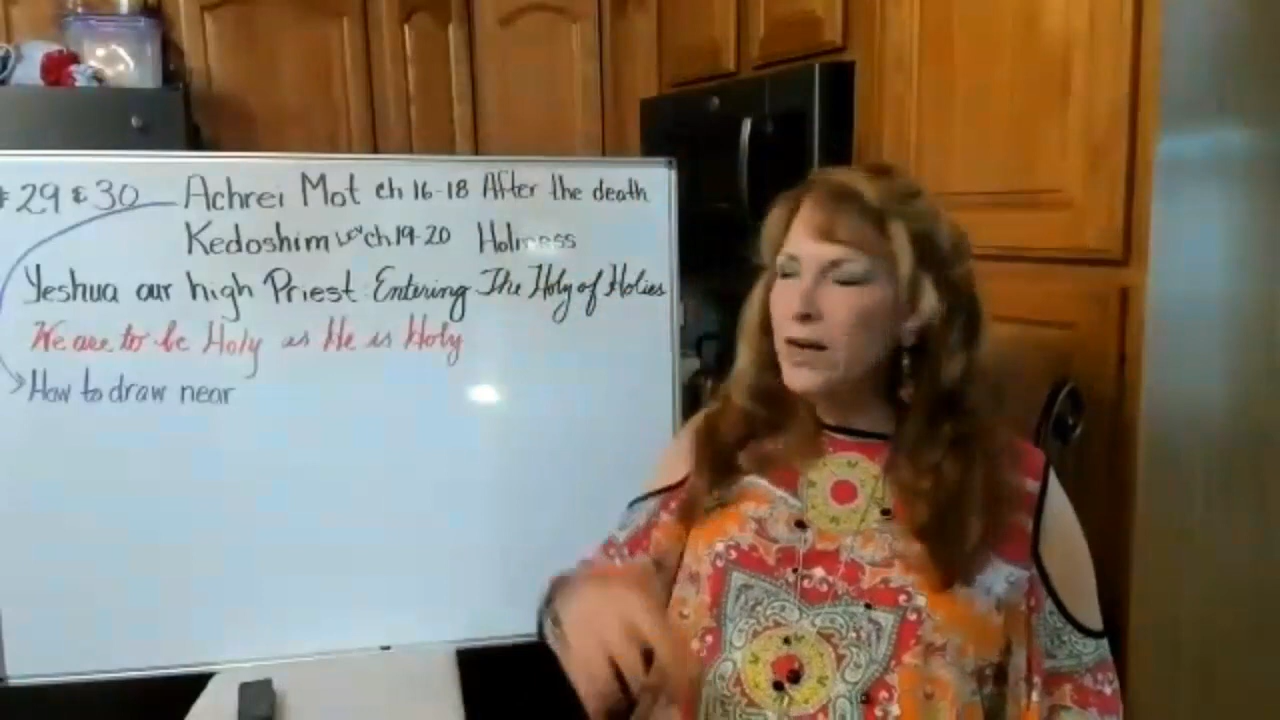 #29 & 30 Achrei Mot ch 16-18 After the death
Kedoshim Lev ch 19-20 Holiness
Yeshua our high Priest Entering The Holy of Holies
We are to be Holy as He is Holy
How to draw near